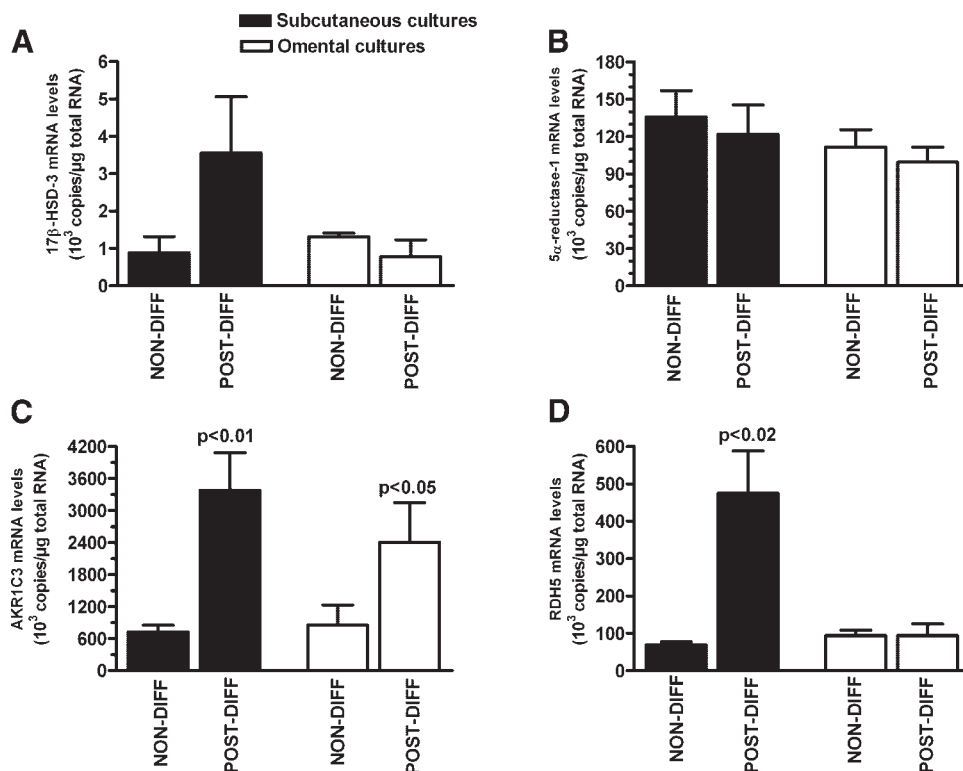 Subcutaneous cultures
Omental cultures
A
17β-HSD-3 mRNA levels
(10³ copies/µg total RNA)
6
5
4
3
2
1
0
NON-DIFF
POST-DIFF
NON-DIFF
POST-DIFF
B
5α-reductase-1 mRNA levels
(10³ copies/µg total RNA)
180
150
120
90
60
30
0
NON-DIFF
POST-DIFF
NON-DIFF
POST-DIFF
C
AKR1C3 mRNA levels
(10³ copies/µg total RNA)
4200
3600
3000
2400
1800
1200
600
0
p<0.01
p<0.05
NON-DIFF
POST-DIFF
NON-DIFF
POST-DIFF
D
RDH5 mRNA levels
(10³ copies/µg total RNA)
600
500
400
300
200
100
0
p<0.02
NON-DIFF
POST-DIFF
NON-DIFF
POST-DIFF